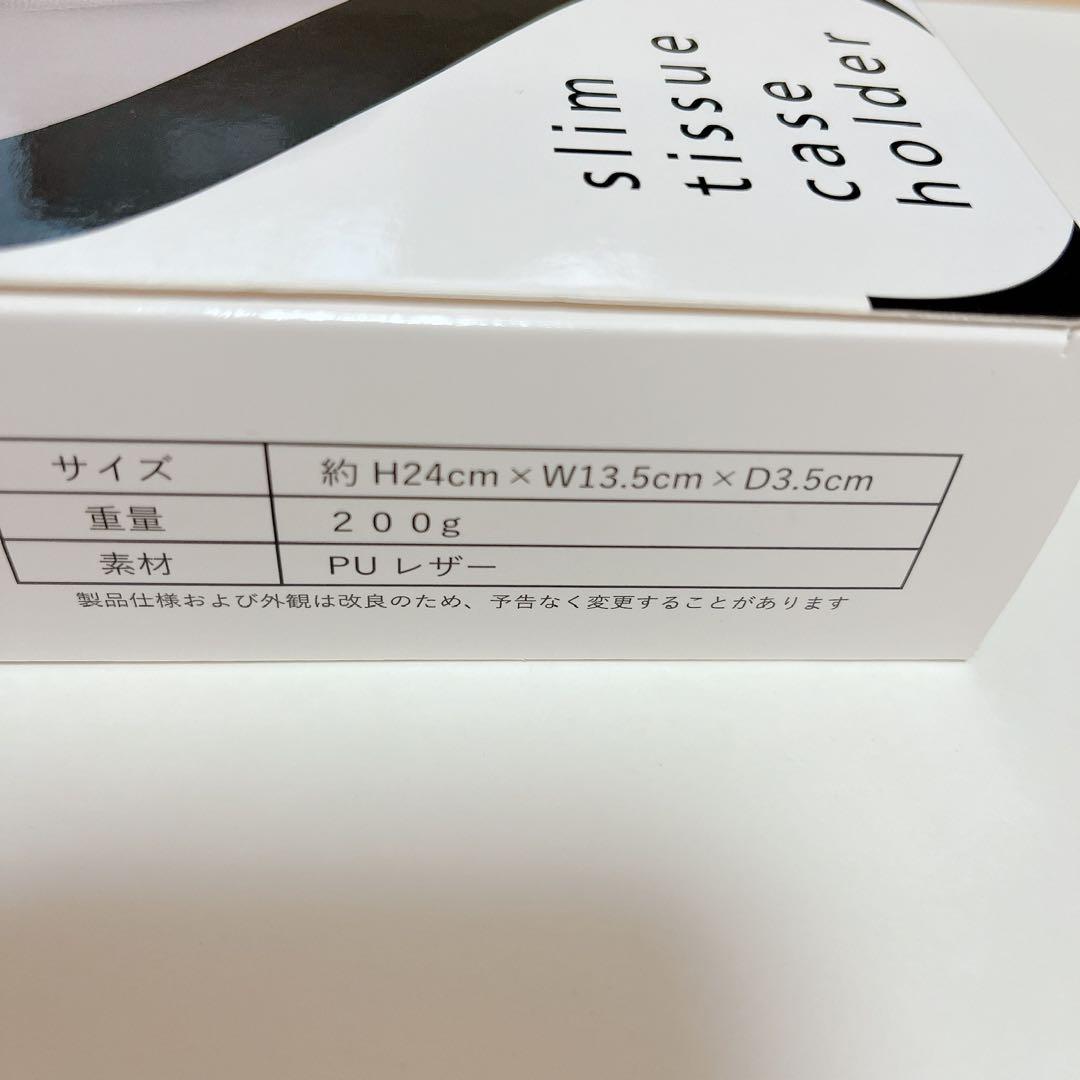 slim
tissue
case
holder
サイズ 約 H24cm×W13.5cm×D3.5cm
重量 200g
素材 PU レザー
製品仕様および外観は改良のため、予告なく変更することがあります